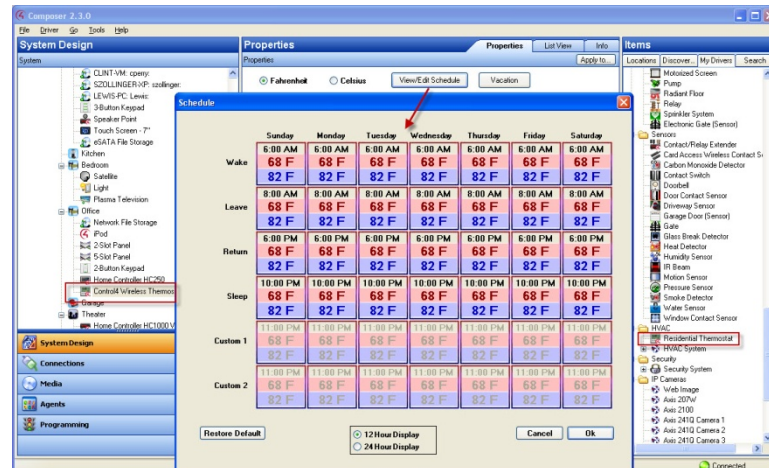 Composer 2.3.0
File Driver Go Tools Help
System Design
System
CLINT-VM: cperry:
SZOLLINGER-XP: szollinger:
LEWIS-PC: Lewis:
3-Button Keypad
Speaker Point
Touch Screen - 7"
eSATA File Storage
Kitchen
Bedroom
Satellite
Light
Plasma Television
Office
Network File Storage
iPod
2-Slot Panel
5-Slot Panel
2-Button Keypad
Home Controller HC250
Control4 Wireless Thermos
Garage
Theater
Home Controller HC1000 V
System Design
Connections
Media
Agents
Programming
Properties
Properties List View Info
Properties
Apply to...
Fahrenheit Celsius View/Edit Schedule Vacation
Schedule
Sunday Monday Tuesday Wednesday Thursday Friday Saturday
6:00 AM 6:00 AM 6:00 AM 6:00 AM 6:00 AM 6:00 AM 6:00 AM
Wake 68 F 68 F 68 F 68 F 68 F 68 F 68 F
82 F 82 F 82 F 82 F 82 F 82 F 82 F
8:00 AM 8:00 AM 8:00 AM 8:00 AM 8:00 AM 8:00 AM 8:00 AM
Leave 68 F 68 F 68 F 68 F 68 F 68 F 68 F
82 F 82 F 82 F 82 F 82 F 82 F 82 F
6:00 PM 6:00 PM 6:00 PM 6:00 PM 6:00 PM 6:00 PM 6:00 PM
Return 68 F 68 F 68 F 68 F 68 F 68 F 68 F
82 F 82 F 82 F 82 F 82 F 82 F 82 F
10:00 PM 10:00 PM 10:00 PM 10:00 PM 10:00 PM 10:00 PM 10:00 PM
Sleep 68 F 68 F 68 F 68 F 68 F 68 F 68 F
82 F 82 F 82 F 82 F 82 F 82 F 82 F
11:00 PM 11:00 PM 11:00 PM 11:00 PM 11:00 PM 11:00 PM 11:00 PM
Custom 1 68 F 68 F 68 F 68 F 68 F 68 F 68 F
82 F 82 F 82 F 82 F 82 F 82 F 82 F
11:00 PM 11:00 PM 11:00 PM 11:00 PM 11:00 PM 11:00 PM 11:00 PM
Custom 2 68 F 68 F 68 F 68 F 68 F 68 F 68 F
82 F 82 F 82 F 82 F 82 F 82 F 82 F
Restore Default 12 Hour Display Cancel Ok
24 Hour Display
Items
Locations Discover... My Drivers Search
Motorized Screen
Pump
Radiant Floor
Relay
Sprinkler System
Electronic Gate (Sensor)
Sensors
Contact/Relay Extender
Card Access Wireless Contact S
Carbon Monoxide Detector
Contact Switch
Doorbell
Door Contact Sensor
Driveway Sensor
Garage Door (Sensor)
Gate
Glass Break Detector
Heat Detector
Humidity Sensor
IR Beam
Motion Sensor
Pressure Sensor
Smoke Detector
Water Sensor
Window Contact Sensor
HVAC
Residential Thermostat
HVAC System
Security
Security System
IP Cameras
Web Image
Axis 207W
Axis 2100
Axis 241Q Camera 1
Axis 241Q Camera 2
Axis 241Q Camera 3
Connected